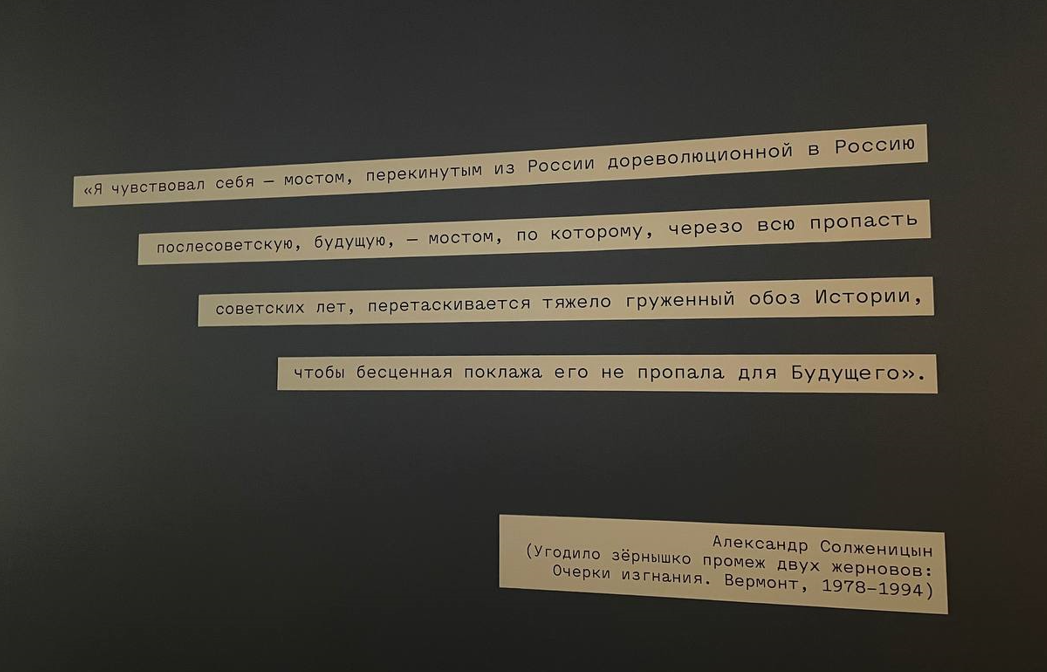 «Я чувствовал себя — мостом, перекинутым из России дореволюционной в Россию
послесоветскую, будущую, — мостом, по которому, черезо всю пропасть
советских лет, перетаскивается тяжело груженный обоз Истории,
чтобы бесценная поклажа его не пропала для Будущего».
Александр Солженицын
(Угодило зёрнышко промеж двух жерновов:
Очерки изгнания. Вермонт, 1978–1994)